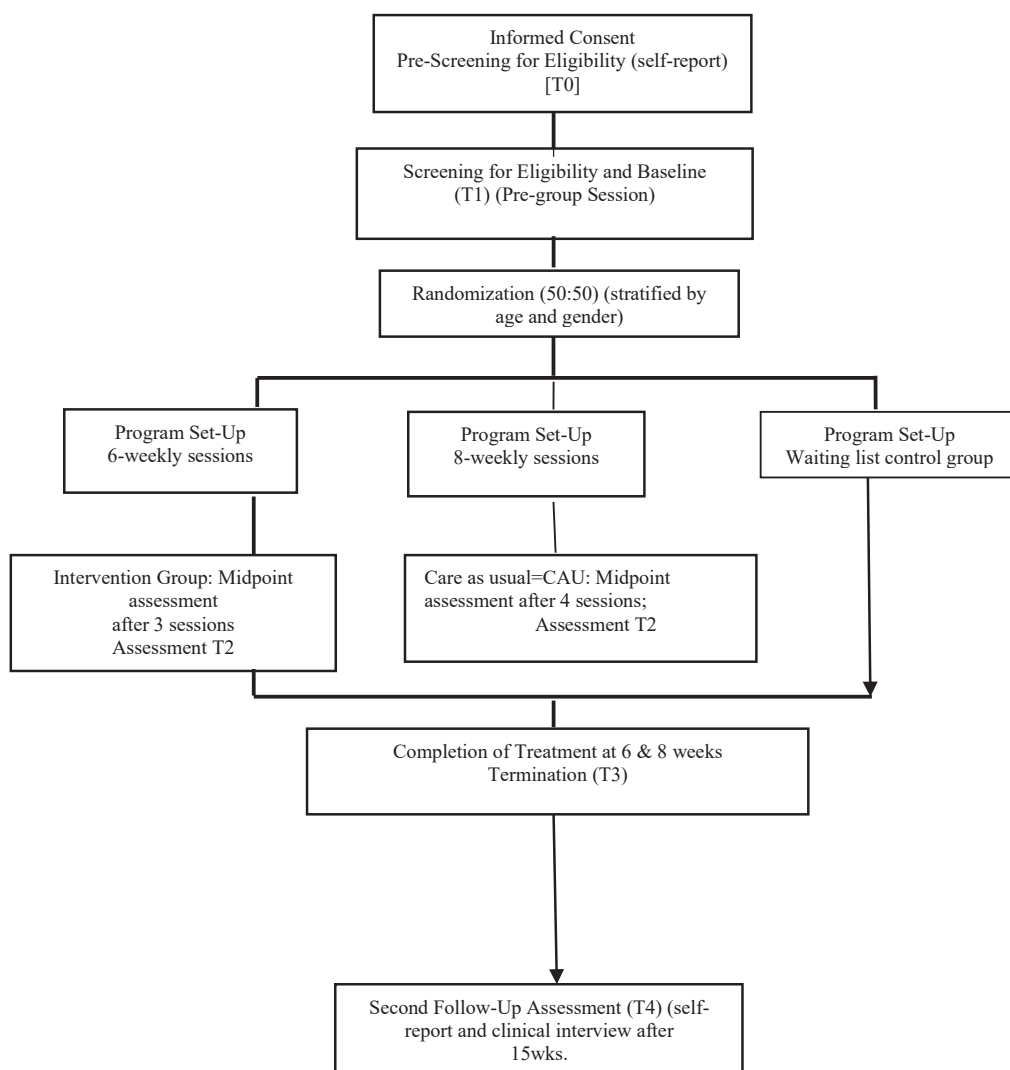 Informed Consent
Pre-Screening for Eligibility (self-report)
[T0]
Screening for Eligibility and Baseline
(T1) (Pre-group Session)
Randomization (50:50) (stratified by
age and gender)
Program Set-Up
6-weekly sessions
Program Set-Up
8-weekly sessions
Program Set-Up
Waiting list control group
Intervention Group: Midpoint
assessment
after 3 sessions
Assessment T2
Care as usual=CAU: Midpoint
assessment after 4 sessions;
Assessment T2
Completion of Treatment at 6 & 8 weeks
Termination (T3)
Second Follow-Up Assessment (T4) (self-
report and clinical interview after
15wks.